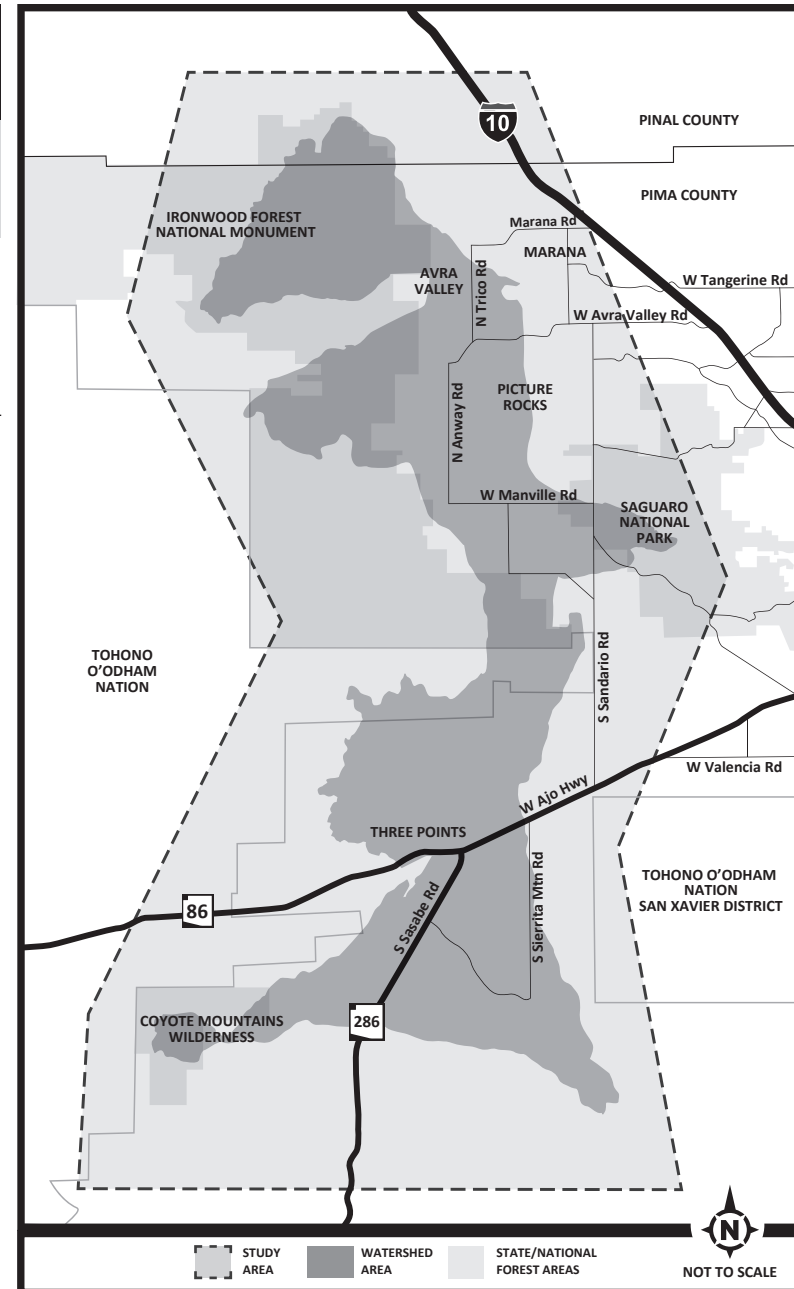 10
PINAL COUNTY
PIMA COUNTY
IRONWOOD FOREST
NATIONAL MONUMENT
Marana Rd
MARANA
AVRA
VALLEY
N Trico Rd
W Tangerine Rd
W Avra Valley Rd
PICTURE
ROCKS
N Anway Rd
W Manville Rd
SAGUARO
NATIONAL
PARK
TOHONO
O'ODHAM
NATION
S Sandario Rd
W Valencia Rd
W Ajo Hwy
THREE POINTS
TOHONO O'ODHAM
NATION
SAN XAVIER DISTRICT
S Sierrita Mtn Rd
S Sasabe Rd
86
COYOTE MOUNTAINS
WILDERNESS
286
N
NOT TO SCALE
STUDY
AREA
WATERSHED
AREA
STATE/NATIONAL
FOREST AREAS